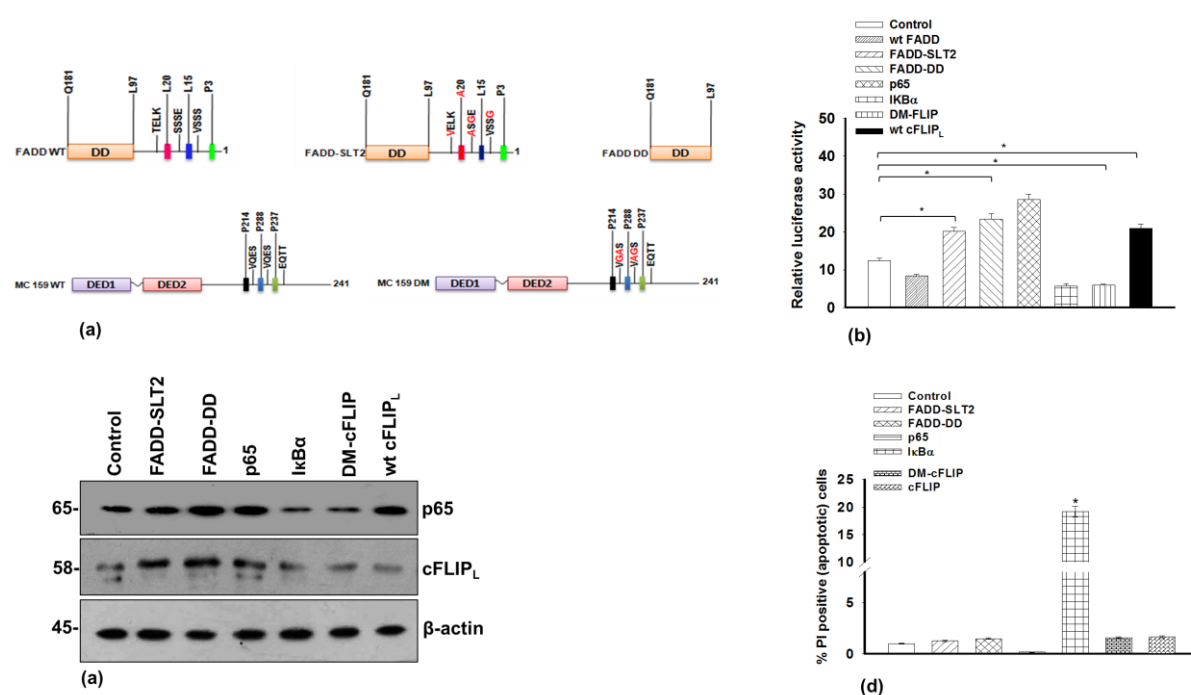 Q181
L97
TELK
L20
SSSE
L15
VSSS
P3
FADD WT
DD
1
Q181
L97
VELK
A20
ASGE
L15
VSSG
P3
FADD-SLT2
DD
1
Q181
L97
FADD DD
DD
P214
VQES
P288
VQES
P237
EQTT
MC 159 WT
DED1
DED2
241
P214
VGAS
P288
VAGS
P237
EQTT
MC 159 DM
DED1
DED2
241
(a)
Control
wt FADD
FADD-SLT2
FADD-DD
p65
IKBα
DM-FLIP
wt cFLIPL
Relative luciferase activity
50
40
30
20
10
0
*
*
*
*
(b)
Control
FADD-SLT2
FADD-DD
p65
IκBα
DM-cFLIP
wt cFLIPL
65-
p65
58-
cFLIPL
45-
β-actin
(a)
Control
FADD-SLT2
FADD-DD
p65
IκBα
DM-cFLIP
cFLIP
% PI positive (apoptotic) cells
25
20
15
10
5
0
*
(d)